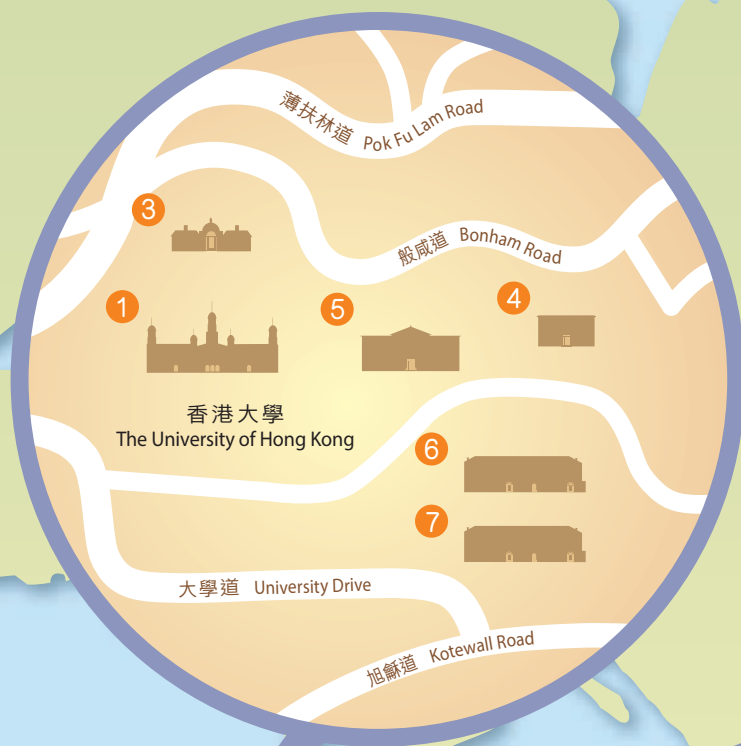 薄扶林道 Pok Fu Lam Road
般咸道 Bonham Road
3
1
5
4
香港大學
The University of Hong Kong
6
7
大學道 University Drive
旭龢道 Kotewall Road